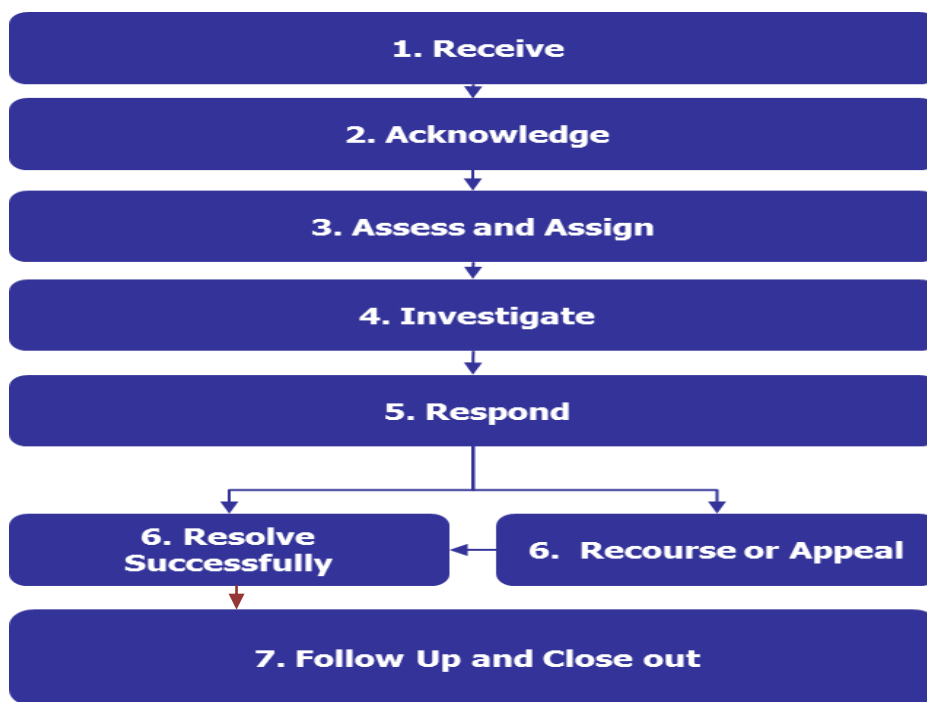 1. Receive
2. Acknowledge
3. Assess and Assign
4. Investigate
5. Respond
6. Resolve
Successfully
6. Recourse or Appeal
7. Follow Up and Close out